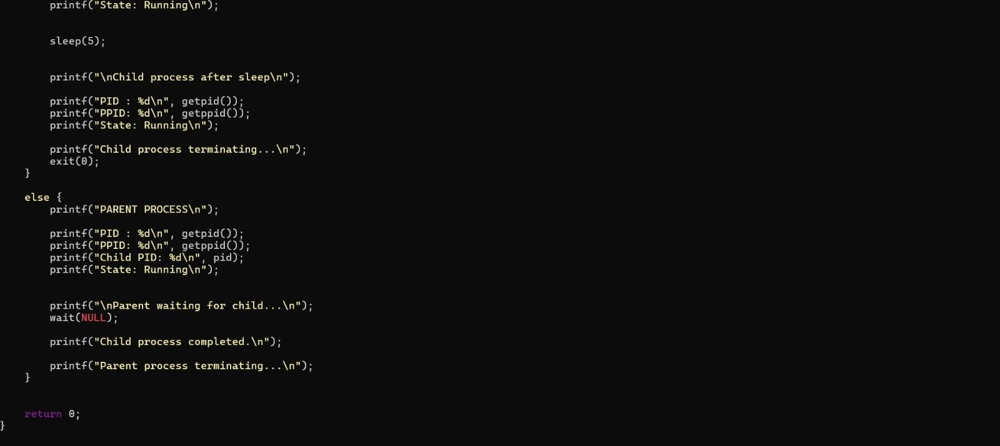 printf("State: Running\n");
sleep(5);
printf("\nChild process after sleep\n");
printf("PID : %d\n", getpid());
printf("PPID: %d\n", getppid());
printf("State: Running\n");
printf("Child process terminating...\n");
exit(0);
}
else {
printf("PARENT PROCESS\n");
printf("PID : %d\n", getpid());
printf("PPID: %d\n", getppid());
printf("Child PID: %d\n", pid);
printf("State: Running\n");
printf("\nParent waiting for child...\n");
wait(NULL);
printf("Child process completed.\n");
printf("Parent process terminating...\n");
}
return 0;
}